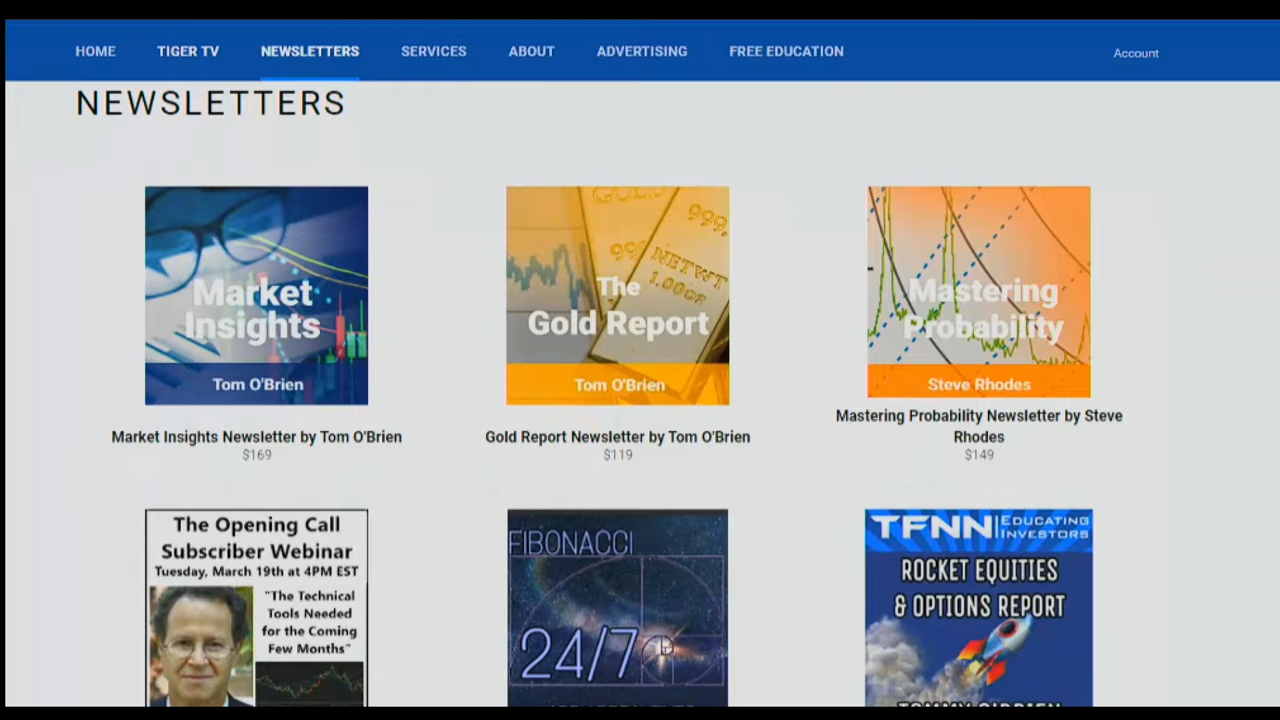 HOME TIGER TV NEWSLETTERS SERVICES ABOUT ADVERTISING FREE EDUCATION Account
NEWSLETTERS
Market
Insights
Tom O'Brien
Market Insights Newsletter by Tom O'Brien
$169
GOLD
999.
99
NETWT
1.00oz
The
Gold Report
Tom O'Brien
Gold Report Newsletter by Tom O'Brien
$119
Mastering
Probability
Steve Rhodes
Mastering Probability Newsletter by Steve
Rhodes
$149
The Opening Call
Subscriber Webinar
Tuesday, March 19th at 4PM EST
"The Technical
Tools Needed
for the Coming
Few Months"
FIBONACCI
24/7
TFNN EDUCATING
INVESTORS
ROCKET EQUITIES
& OPTIONS REPORT
TOMMY O'BRIEN